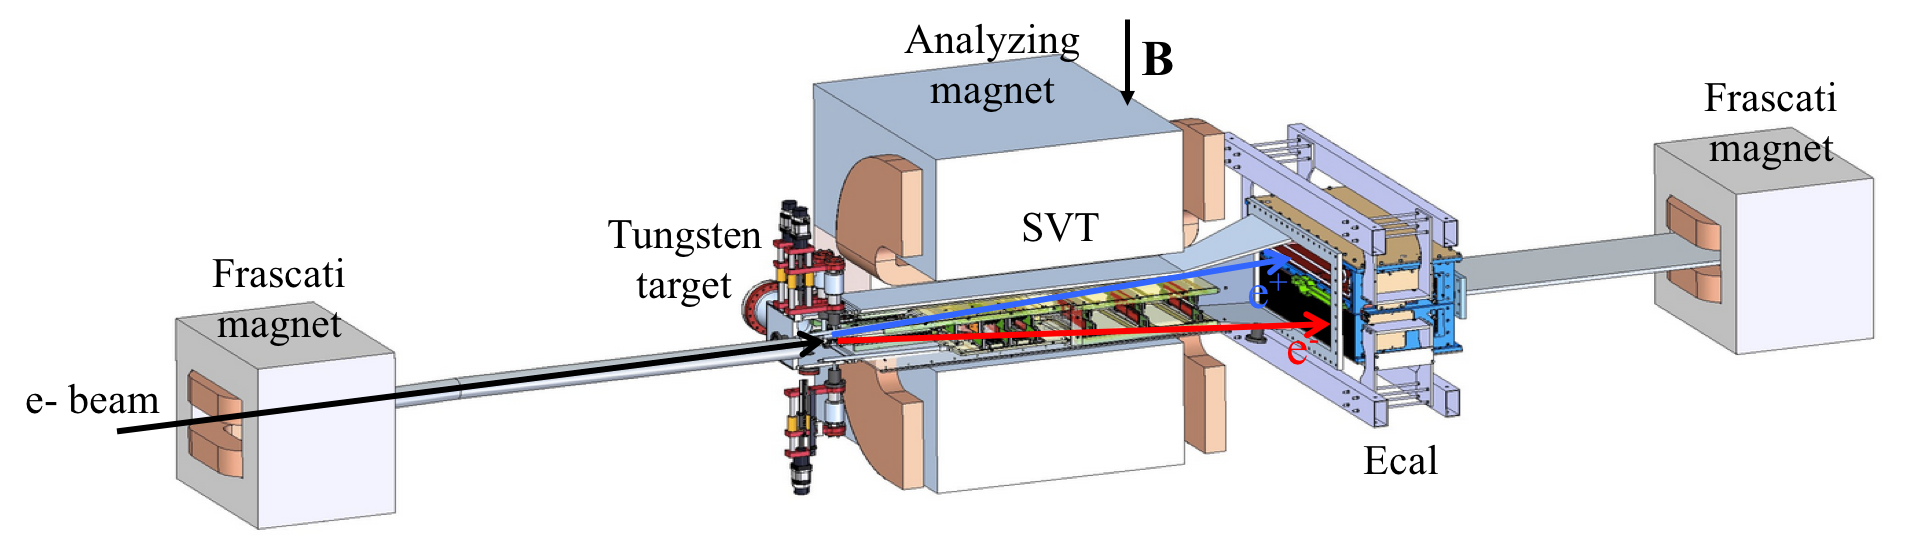 Analyzing
magnet
B
Frascati
magnet
Tungsten
target
SVT
Frascati
magnet
e+
e-
e- beam
Ecal